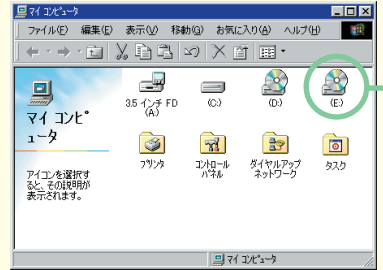 マイ コンピュータ
ファイル(F) 編集(E) 表示(V) 移動(G) お気に入り(A) ヘルプ(H)
マイ コンピ
ュータ
アイコンを選択す
ると、その説明が
表示されます。
3.5 インチ FD
(A:)
(C:)
(D:)
(E:)
プリンタ
コントロール
パネル
ダイヤルアップ
ネットワーク
タスク
マイ コンピュータ